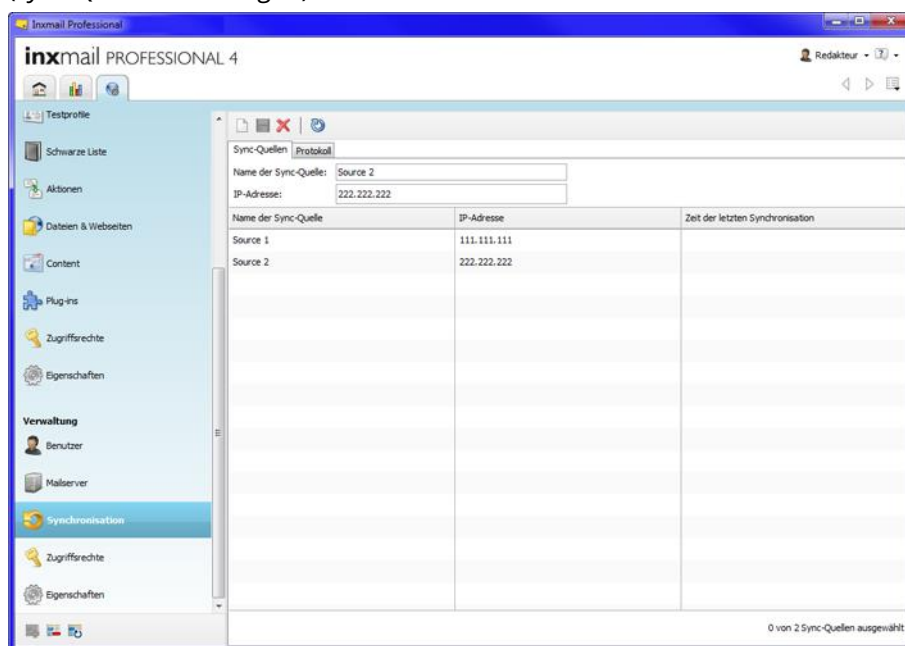 Inxmail Professional
inxmail PROFESSIONAL 4
Redakteur
Testprofile
Schwarze Liste
Aktionen
Dateien & Webseiten
Content
Plug-ins
Zugriffsrechte
Eigenschaften
Verwaltung
Benutzer
Mailserver
Synchronisation
Zugriffsrechte
Eigenschaften
Sync-Quellen Protokoll
Name der Sync-Quelle: Source 2
IP-Adresse: 222.222.222
Name der Sync-Quelle IP-Adresse Zeit der letzten Synchronisation
Source 1 111.111.111
Source 2 222.222.222
0 von 2 Sync-Quellen ausgewählt